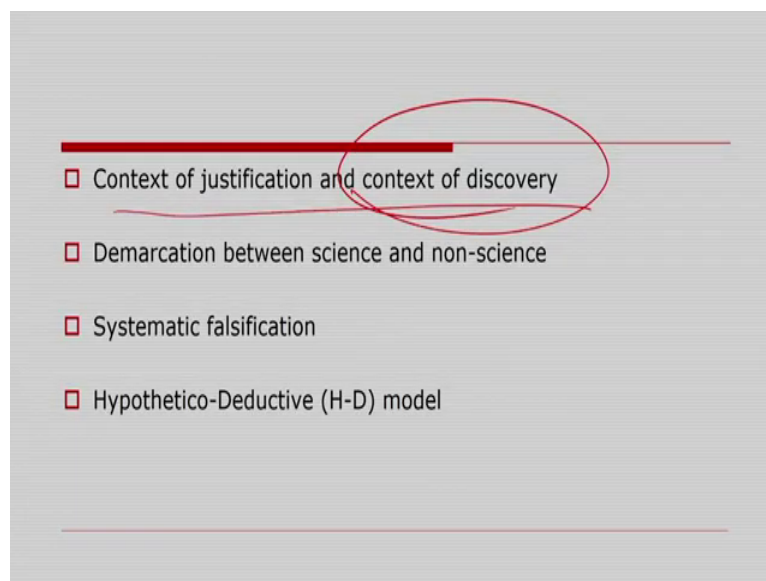 Context of justification and context of discovery
Demarcation between science and non-science
Systematic falsification
Hypothetico-Deductive (H-D) model